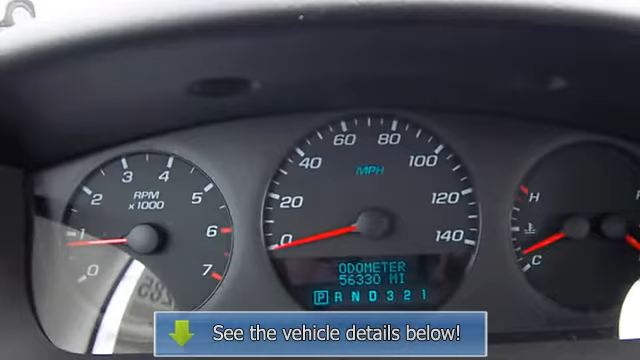 3 4
2 5
RPM
x1000
1 6
0 7
60 80
40 100
MPH
20 120
0 140
ODOMETER
56330 MI
P R N D 3 2 1
H
C
See the vehicle details below!